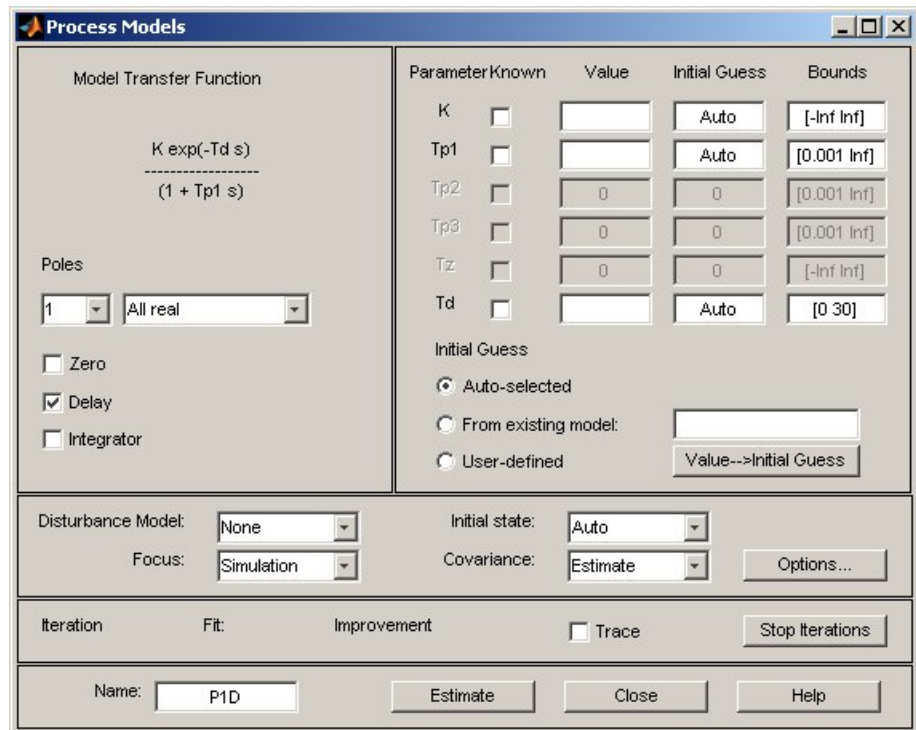 Process Models
Model Transfer Function
K exp(-Td s)
------------------
(1 + Tp1 s)
Poles
1 All real
Zero
Delay
Integrator
Parameter Known Value Initial Guess Bounds
K Auto [-Inf Inf]
Tp1 Auto [0.001 Inf]
Tp2 0 0 [0.001 Inf]
Tp3 0 0 [0.001 Inf]
Tz 0 0 [-Inf Inf]
Td Auto [0 30]
Initial Guess
Auto-selected
From existing model:
User-defined Value-->Initial Guess
Disturbance Model: None Initial state: Auto
Focus: Simulation Covariance: Estimate Options...
Iteration Fit: Improvement Trace Stop Iterations
Name: P1D Estimate Close Help